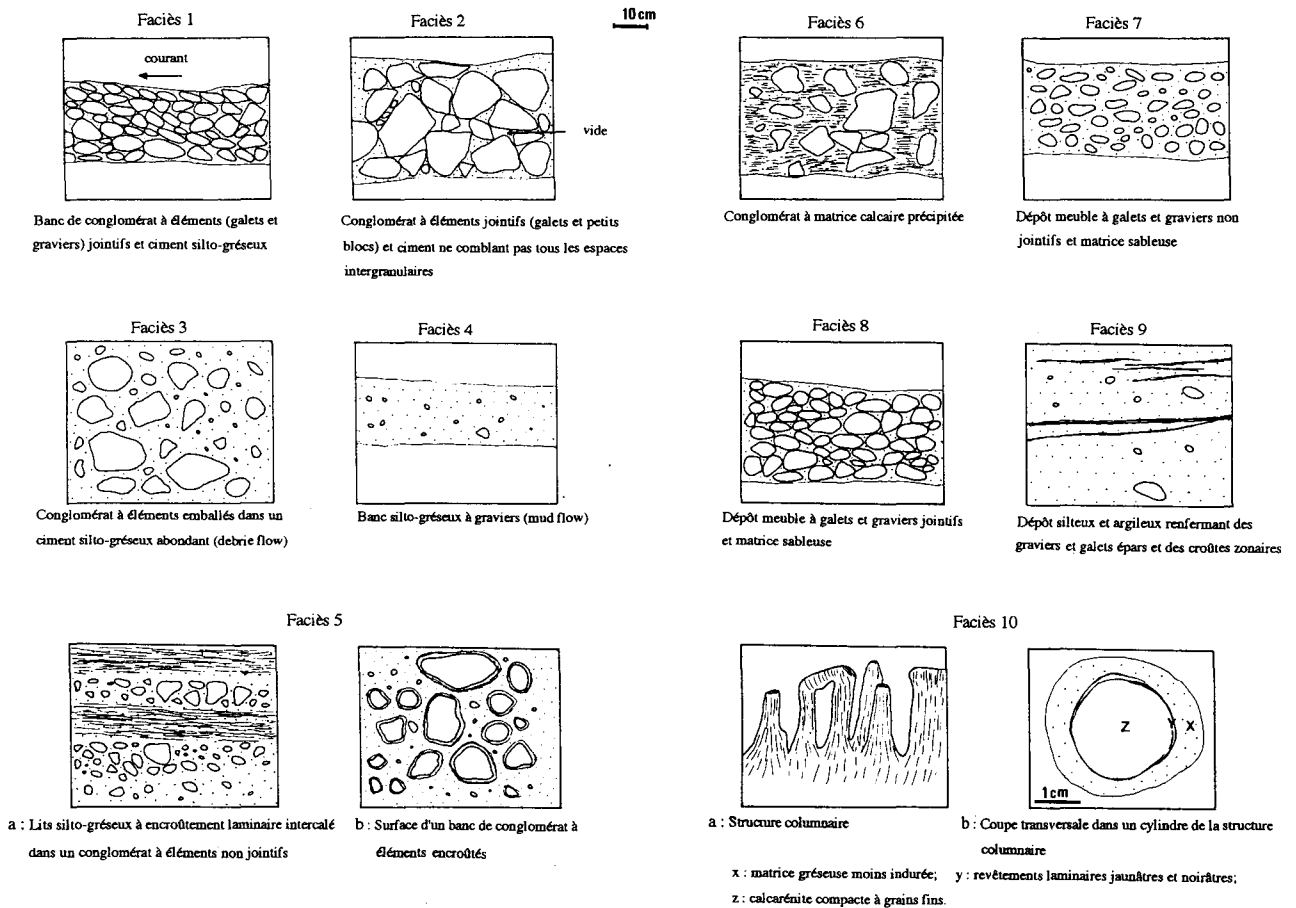 Faciès 1
Faciès 2
10 cm
Faciès 6
Faciès 7
courant
vide
Banc de conglomérat à éléments (galets et
graviers) jointifs et ciment silto-gréseux
Conglomérat à éléments jointifs (galets et petits
blocs) et ciment ne comblant pas tous les espaces
intergranulaires
Conglomérat à matrice calcaire précipitée
Dépôt meuble à galets et graviers non
jointifs et matrice sableuse
Faciès 3
Faciès 4
Faciès 8
Faciès 9
Conglomérat à éléments emballés dans un
ciment silto-gréseux abondant (debrie flow)
Banc silto-gréseux à graviers (mud flow)
Dépôt meuble à galets et graviers jointifs
et matrice sableuse
Dépôt silteux et argileux renfermant des
graviers et galets épars et des croûtes zonaires
Faciès 5
Faciès 10
Z
Y
X
1cm
a : Lits silto-gréseux à encroûtement laminaire intercalé
dans un conglomérat à éléments non jointifs
b : Surface d'un banc de conglomérat à
éléments encroûtés
a : Structure columnaire
b : Coupe transversale dans un cylindre de la structure
columnaire
x : matrice gréseuse moins indurée;
y : revêtements laminaires jaunâtres et noirâtres;
z : calcarénite compacte à grains fins.